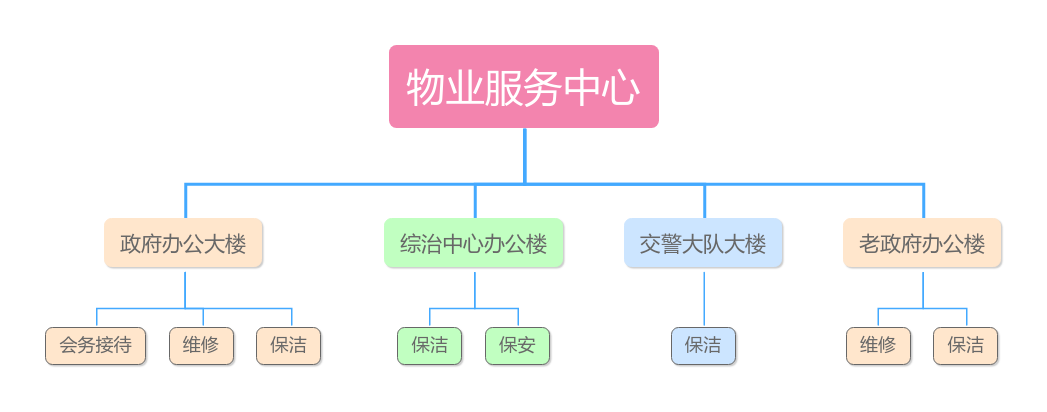 物业服务中心
政府办公大楼
综治中心办公楼
交警大队大楼
老政府办公楼
会务接待
维修
保洁
保洁
保安
保洁
维修
保洁